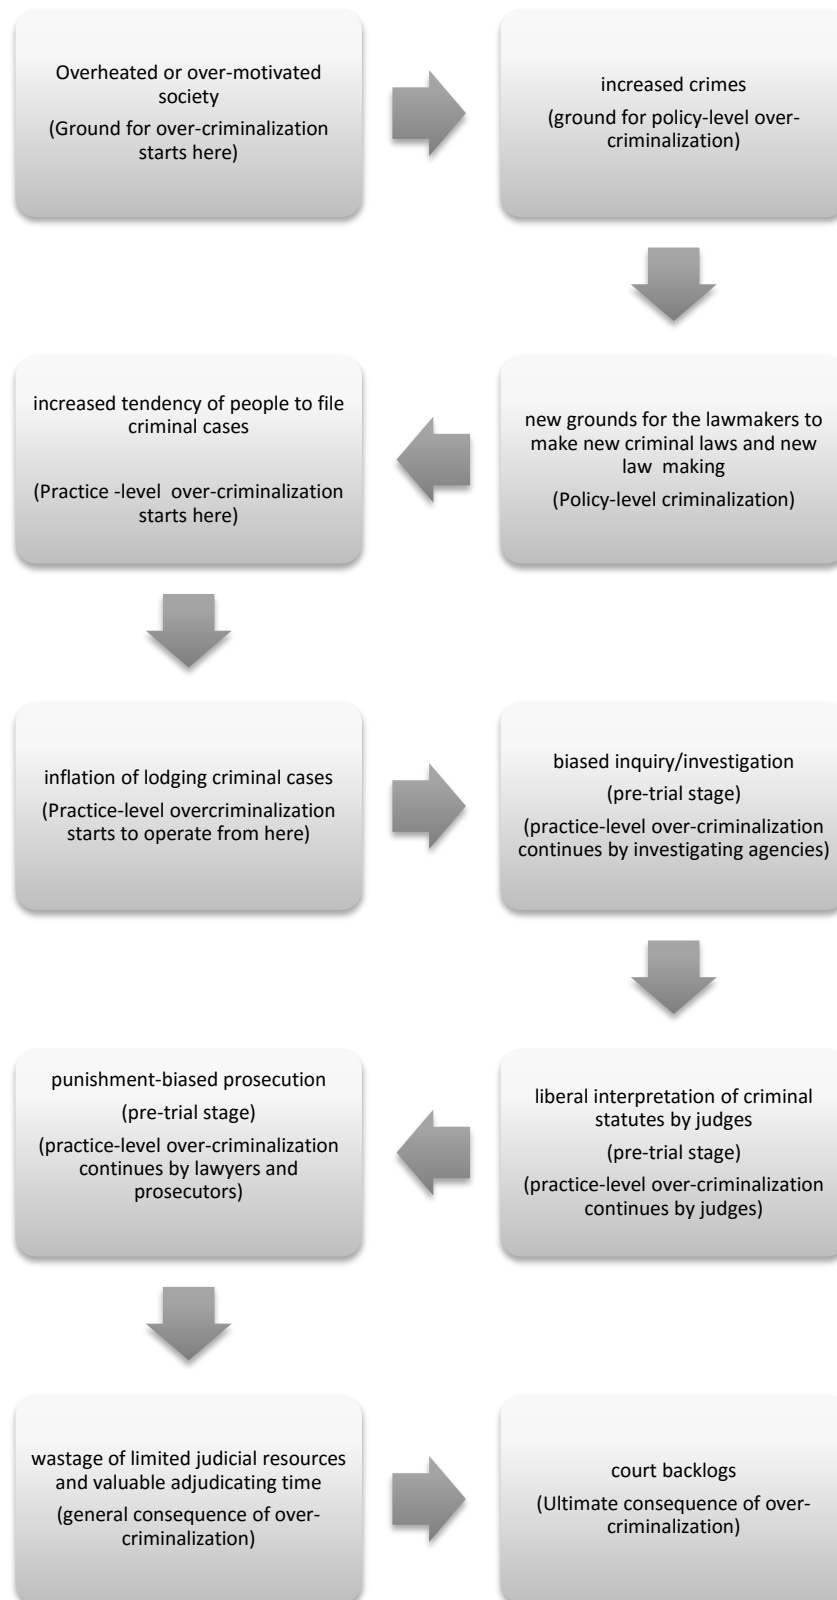 Overheated or over-motivated
society
(Ground for over-criminalization
starts here)
increased crimes
(ground for policy-level over-
criminalization)
new grounds for the lawmakers to
make new criminal laws and new
law making
(Policy-level criminalization)
increased tendency of people to file
criminal cases
(Practice -level over-criminalization
starts here)
inflation of lodging criminal cases
(Practice-level overcriminalization
starts to operate from here)
biased inquiry/investigation
(pre-trial stage)
(practice-level over-criminalization
continues by investigating agencies)
liberal interpretation of criminal
statutes by judges
(pre-trial stage)
(practice-level over-criminalization
continues by judges)
punishment-biased prosecution
(pre-trial stage)
(practice-level over-criminalization
continues by lawyers and
prosecutors)
wastage of limited judicial resources
and valuable adjudicating time
(general consequence of over-
criminalization)
court backlogs
(Ultimate consequence of over-
criminalization)